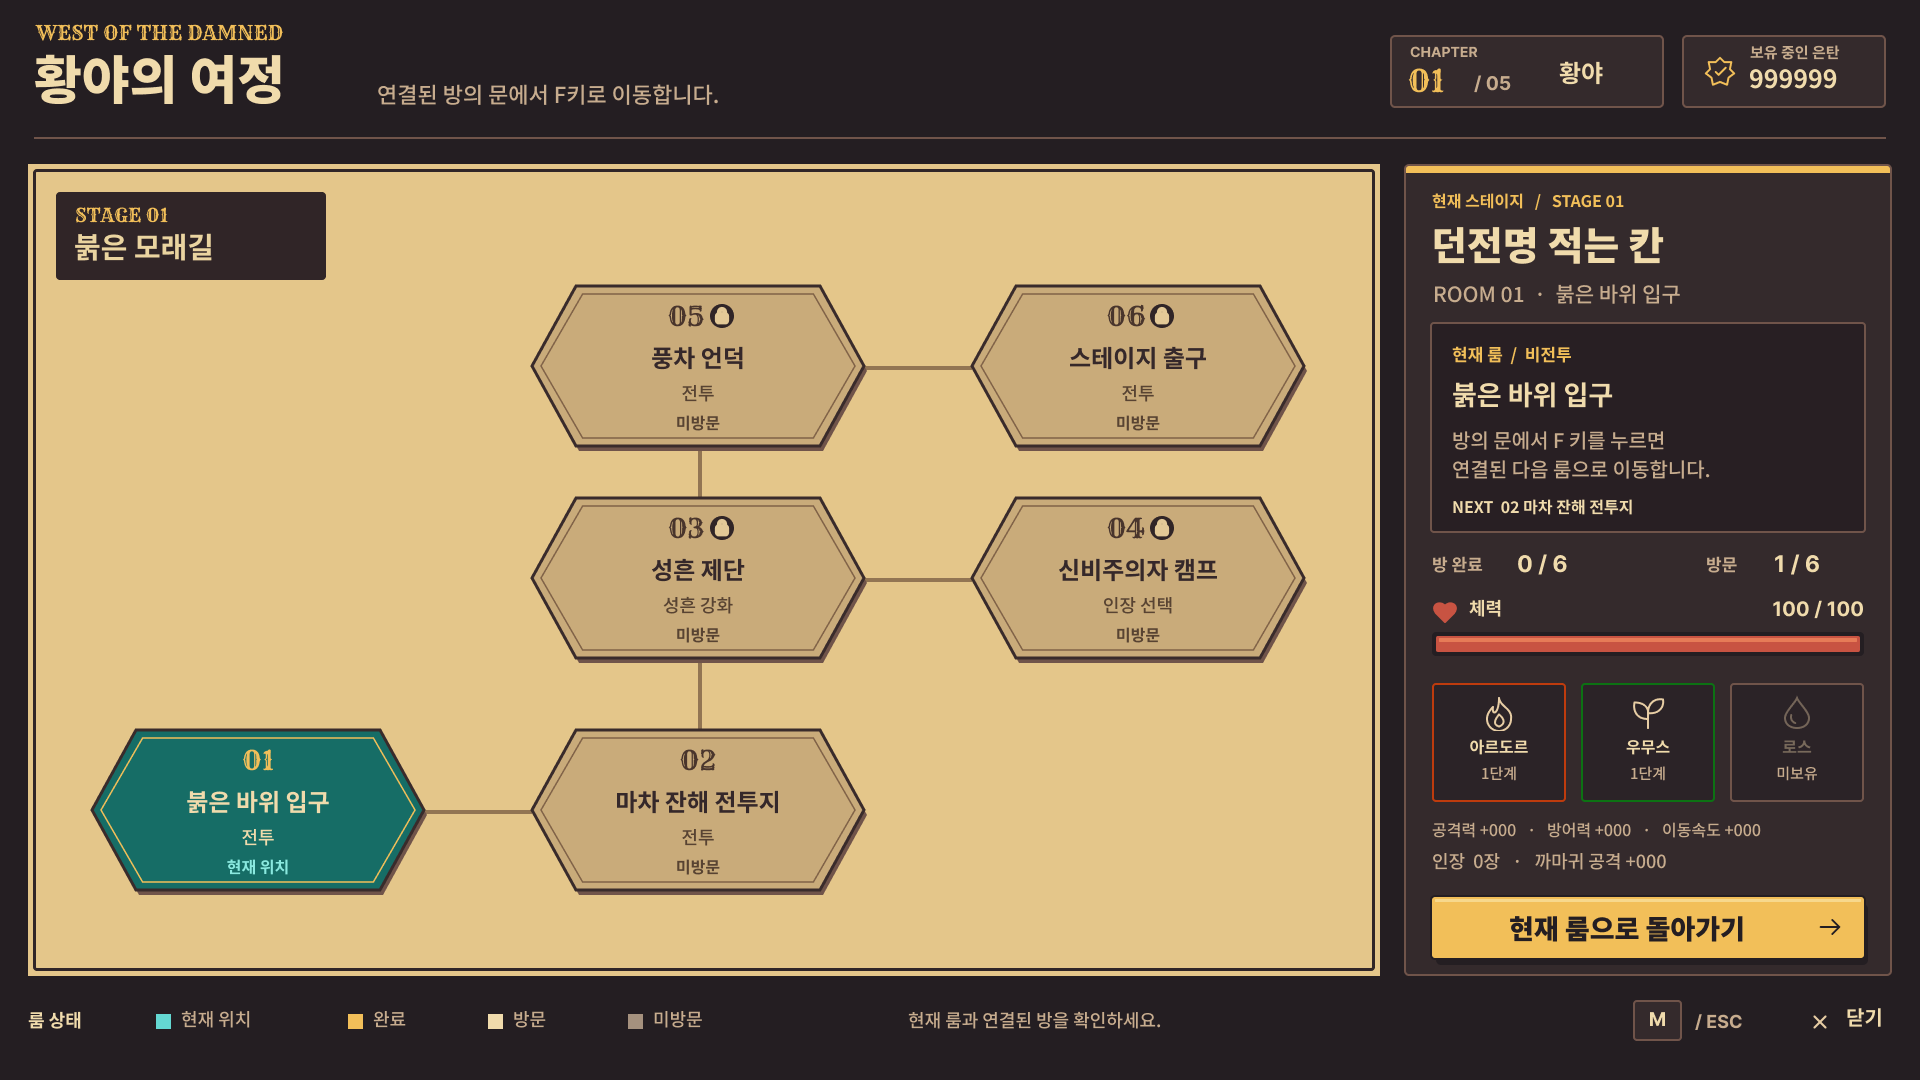 WEST OF THE DAMNED
황야의 여정
연결된 방의 문에서 F키로 이동합니다.
CHAPTER
01 / 05 황야
보유 중인 은탄
999999
STAGE 01
붉은 모래길
05
풍차 언덕
전투
미방문
06
스테이지 출구
전투
미방문
03
성흔 제단
성흔 강화
미방문
04
신비주의자 캠프
인장 선택
미방문
01
붉은 바위 입구
전투
현재 위치
02
마차 잔해 전투지
전투
미방문
현재 스테이지 / STAGE 01
던전명 적는 칸
ROOM 01 · 붉은 바위 입구
현재 룸 / 비전투
붉은 바위 입구
방의 문에서 F 키를 누르면
연결된 다음 룸으로 이동합니다.
NEXT 02 마차 잔해 전투지
방 완료 0 / 6 방문 1 / 6
체력 100 / 100
아르도르
1단계
우무스
1단계
로스
미보유
공격력 +000 · 방어력 +000 · 이동속도 +000
인장 0장 · 까마귀 공격 +000
현재 룸으로 돌아가기 →
룸 상태 현재 위치 완료 방문 미방문 현재 룸과 연결된 방을 확인하세요. M / ESC × 닫기